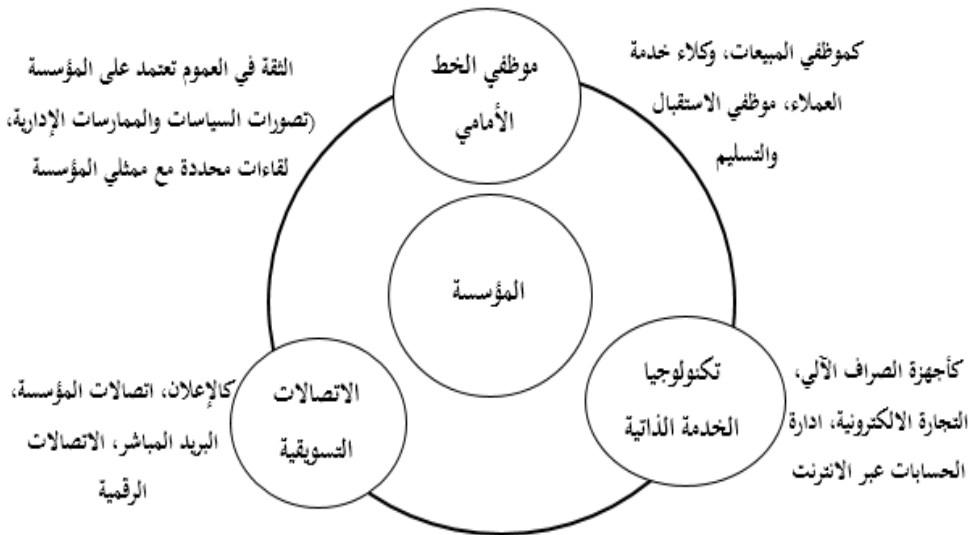 موظفي الخط
الأمامي
كموظفي المبيعات، وكلاء خدمة
العملاء، موظفي الاستقبال
والتسليم
الثقة في العموم تعتمد على المؤسسة
(تصورات السياسات والممارسات الإدارية،
لقاءات محددة مع ممثلي المؤسسة
المؤسسة
تكنولوجيا
الخدمة الذاتية
كأجهزة الصراف الآلي،
التجارة الالكترونية، ادارة
الحسابات عبر الانترنت
الاتصالات
التسويقية
كالإعلان، اتصالات المؤسسة،
البريد المباشر، الاتصالات
الرقمية